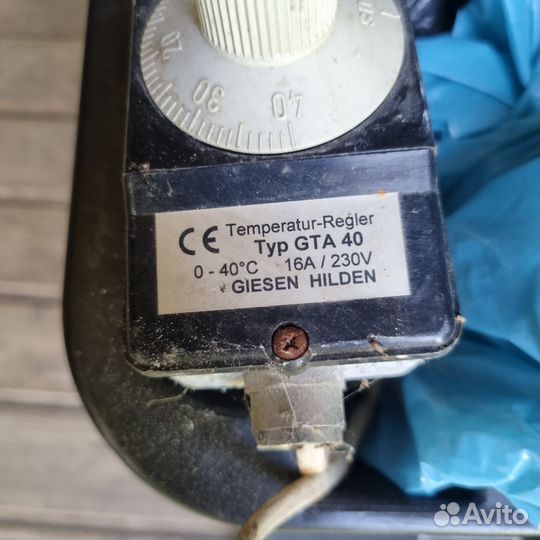 20
30
40
CE Temperatur-Regler
Typ GTA 40
0 - 40°C 16A / 230V
GIESEN HILDEN
Avito